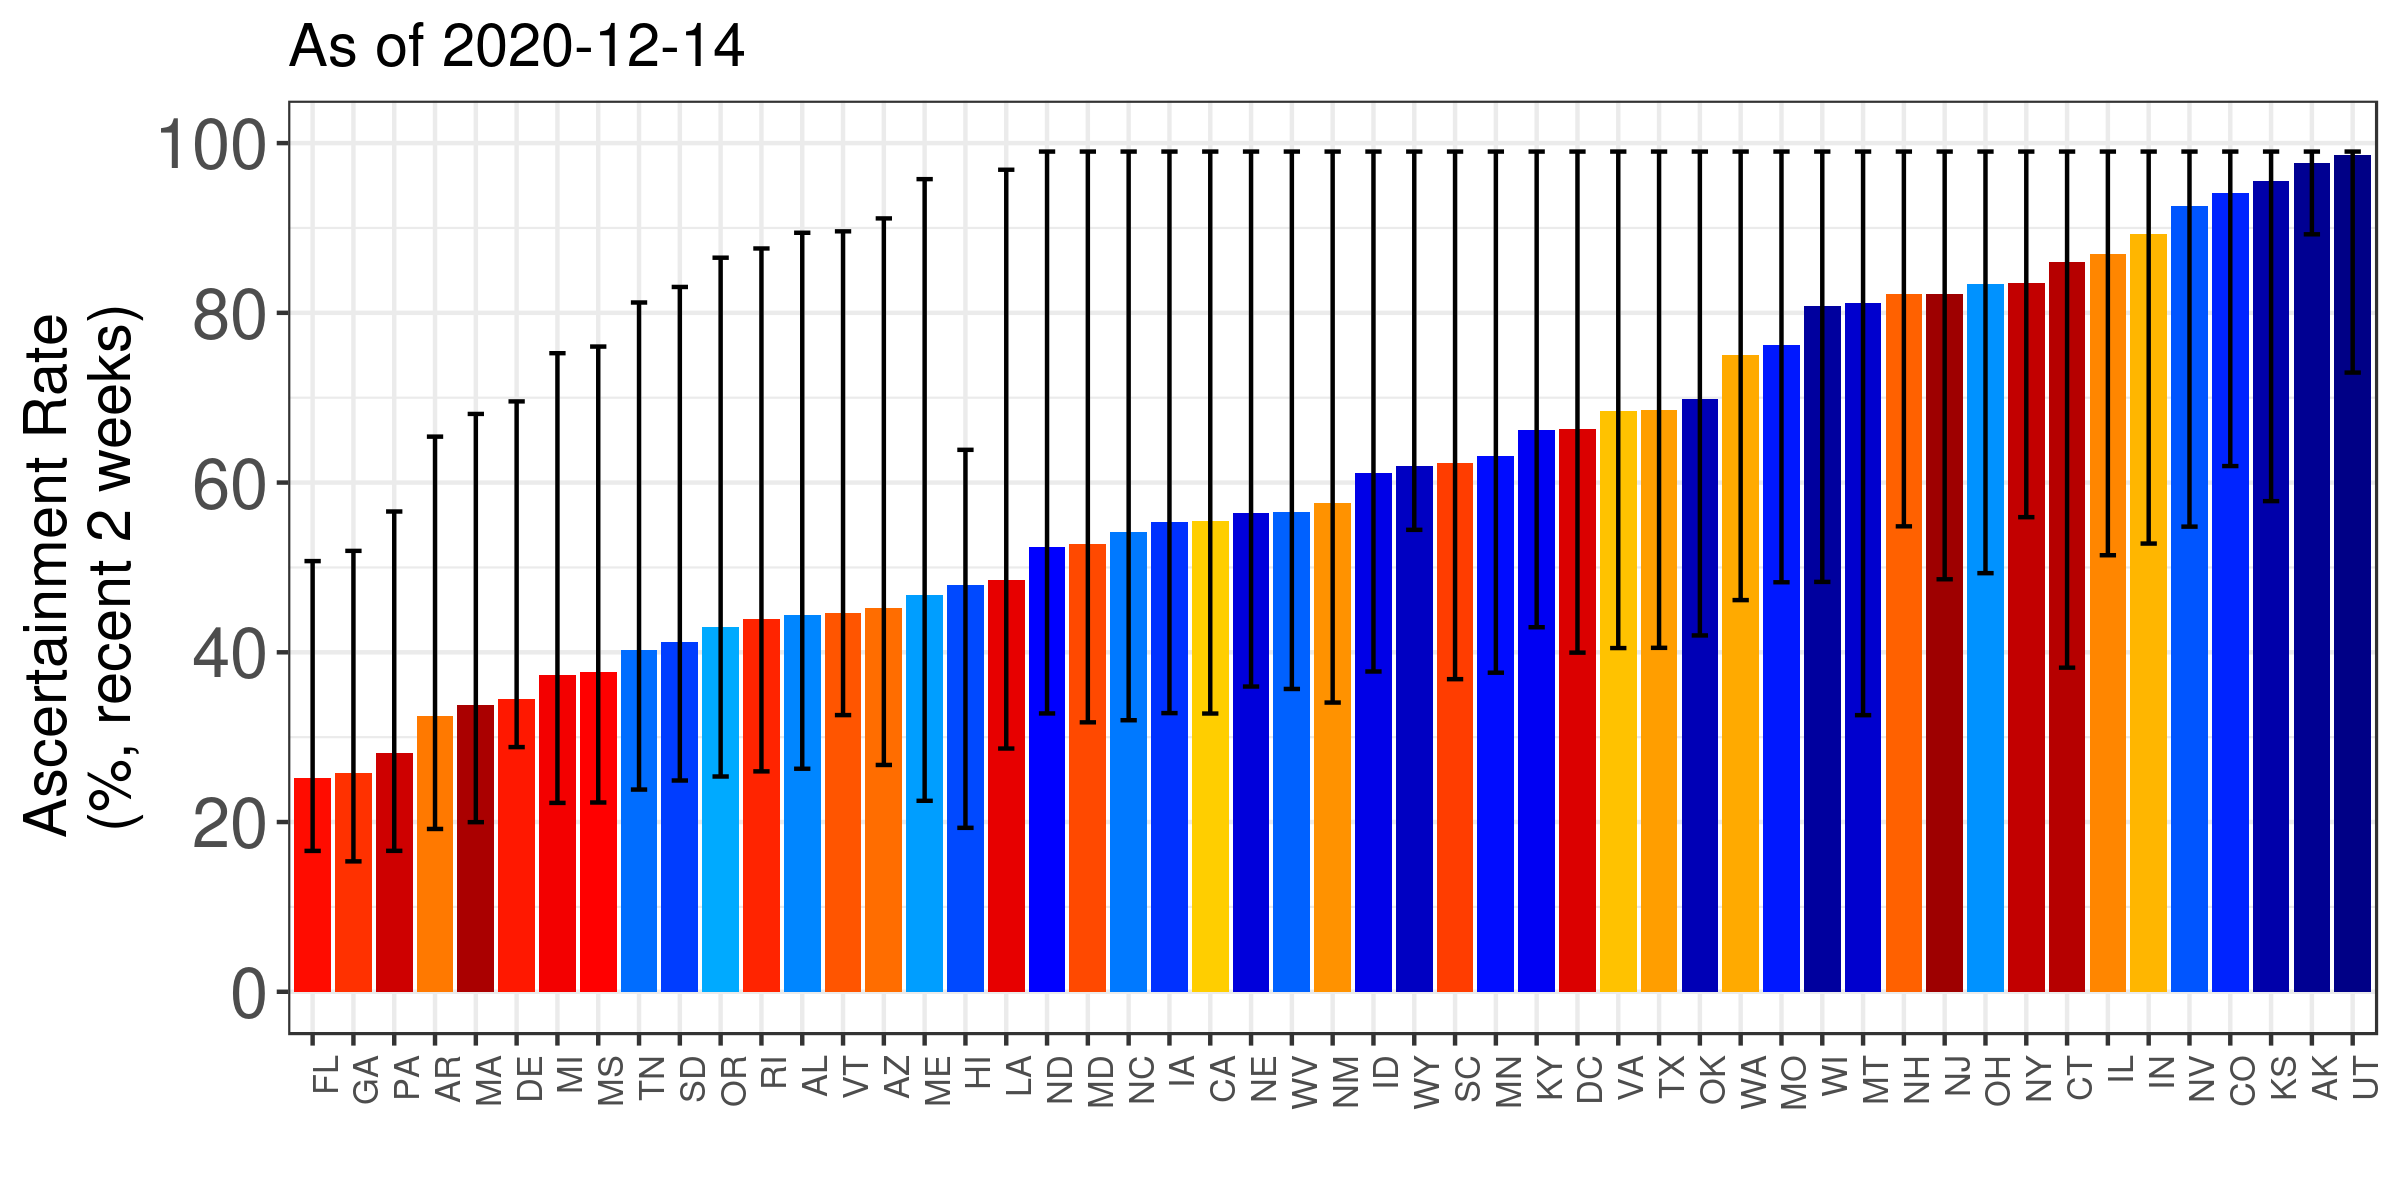 As of 2020-12-14
Ascertainment Rate
(%, recent 2 weeks)
100
80
60
40
20
0
FL GA PA AR MA DE MI MS TN SD OR RI AL VT AZ ME HI LA ND MD NC IA CA NE WV NM ID WY SC MN KY DC VA TX OK WA MO WI MT NH NJ OH NY CT IL IN NV CO KS AK UT